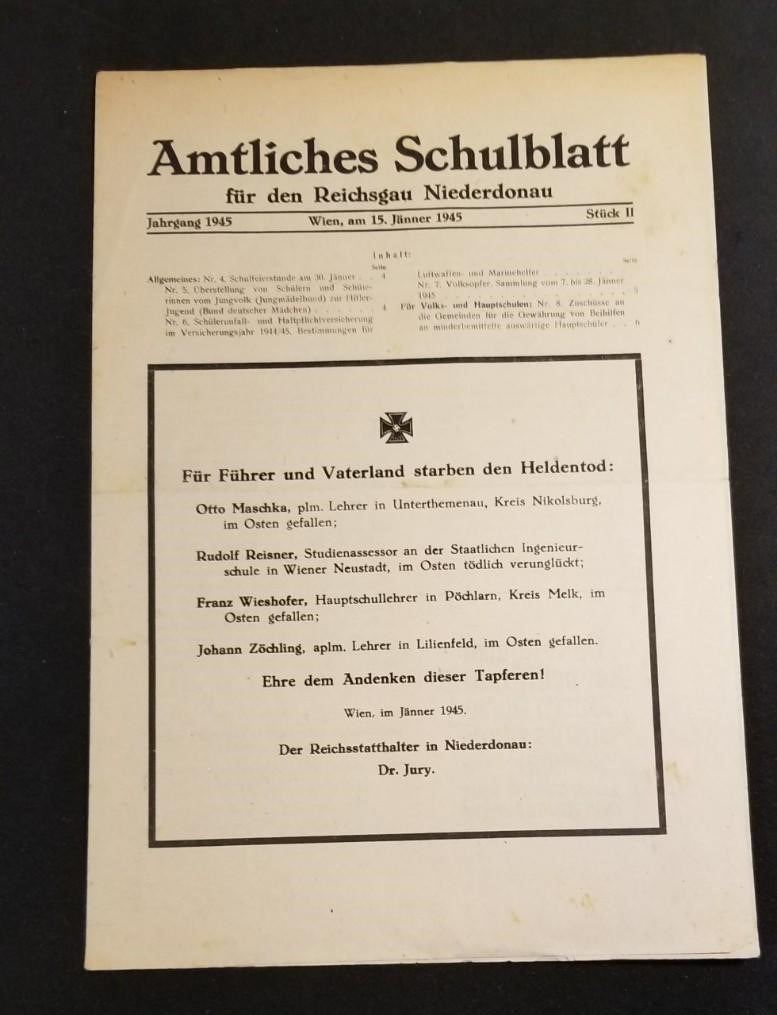 Amtliches Schulblatt
für den Reichsgau Niederdonau
Jahrgang 1945 Wien, am 15. Jänner 1945 Stück II
Inhalt:
Seite
Allgemeines: Nr. 4. Schulfeierstunde am 30. Jänner . . 4
Nr. 5. Überstellung von Schülern und Schüle-
rinnen vom Jungvolk (Jungmädelbund) zur Hitler-
Jugend (Bund deutscher Mädchen) . . . . . . . 4
Nr. 6. Schülerunfall- und Haftpflichtversicherung
im Versicherungsjahr 1944/45. Bestimmungen für
Seite
Luftwaffen- und Marinehelfer . . . . . . . .
Nr. 7. Volksopfer. Sammlung vom 7. bis 28. Jänner
1945 . . . . . . . . . . . . . . . . . 5
Für Volks- und Hauptschulen: Nr. 8. Zuschüsse an
die Gemeinden für die Gewährung von Beihilfen
an minderbemittelte auswärtige Hauptschüler . . 6
Für Führer und Vaterland starben den Heldentod:
Otto Maschka, plm. Lehrer in Unterthemenau, Kreis Nikolsburg,
im Osten gefallen;
Rudolf Reisner, Studienassessor an der Staatlichen Ingenieur-
schule in Wiener Neustadt, im Osten tödlich verunglückt;
Franz Wieshofer, Hauptschullehrer in Pöchlarn, Kreis Melk, im
Osten gefallen;
Johann Zöchling, aplm. Lehrer in Lilienfeld, im Osten gefallen.
Ehre dem Andenken dieser Tapferen!
Wien, im Jänner 1945.
Der Reichsstatthalter in Niederdonau:
Dr. Jury.